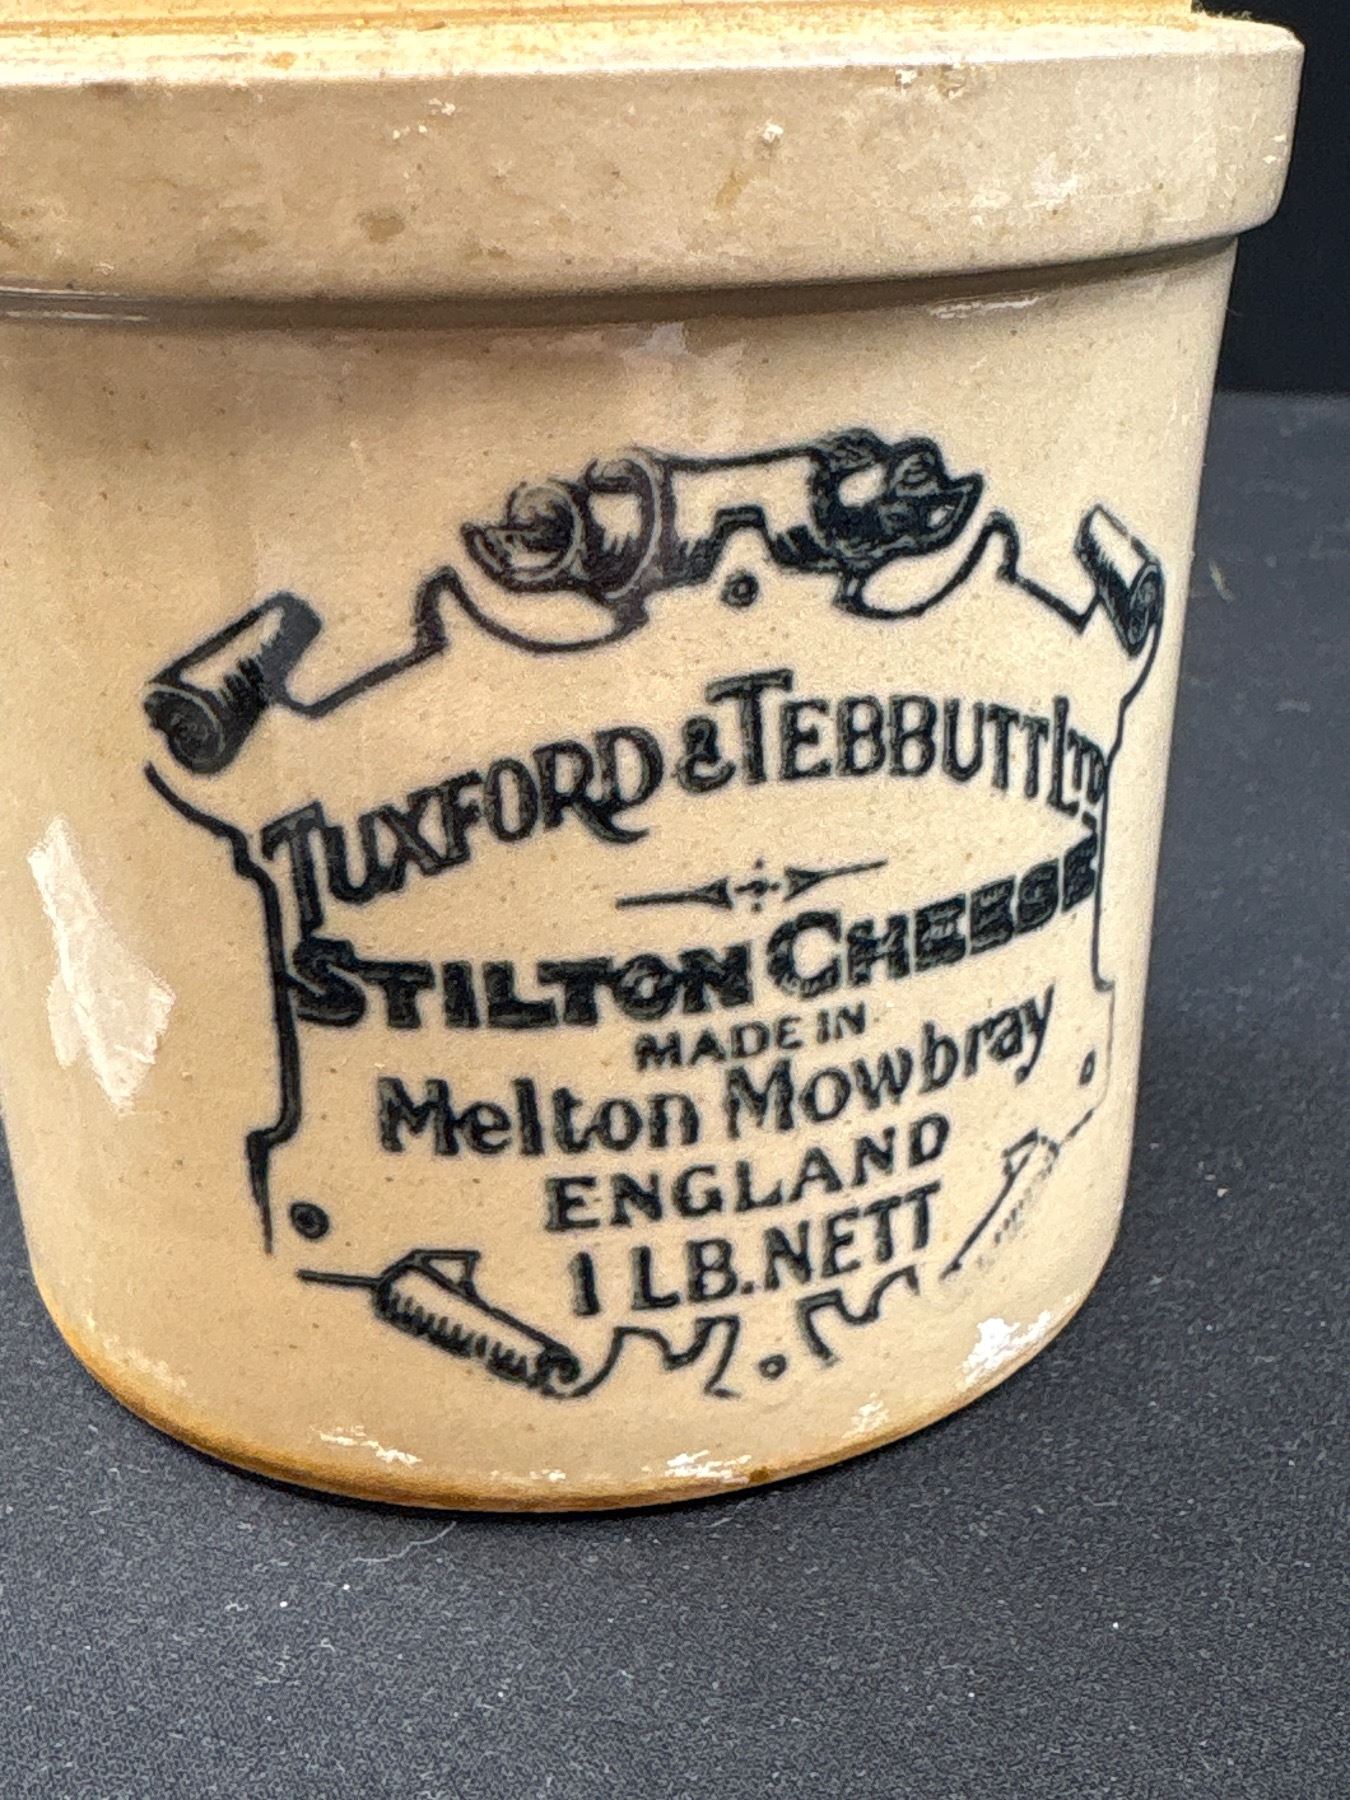 TUXFORD & TEBBUTT LTD
STILTON CHEESE
MADE IN
Melton Mowbray
ENGLAND
1 LB. NETT